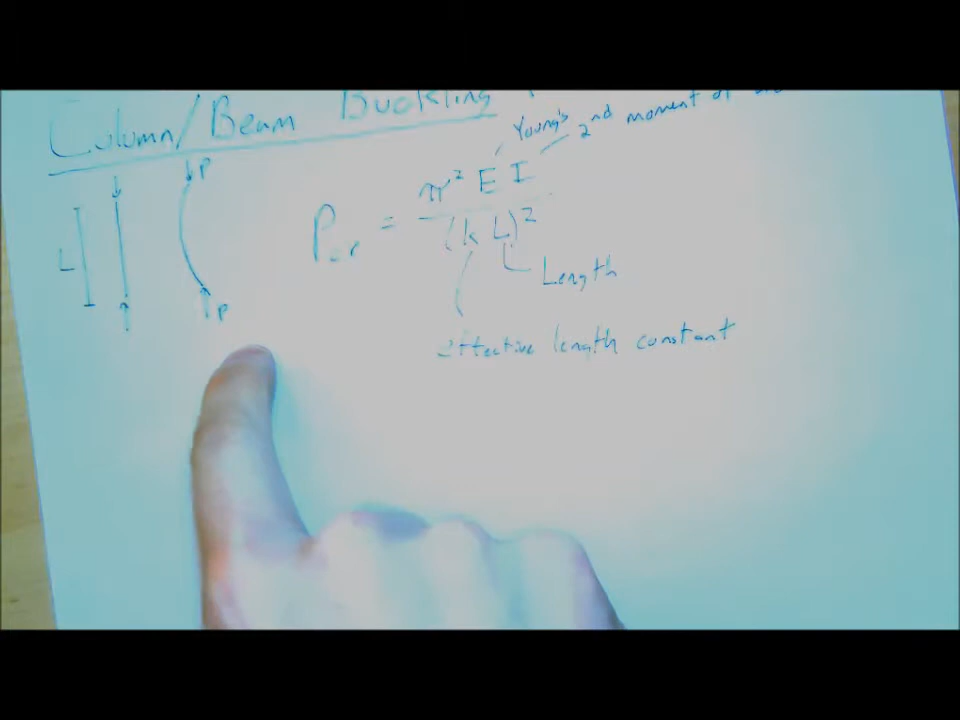 Column/Beam Buckling
Young's
2nd moment of
P
L
P
Pcr = π² E I
(k L)²
Length
effective length constant